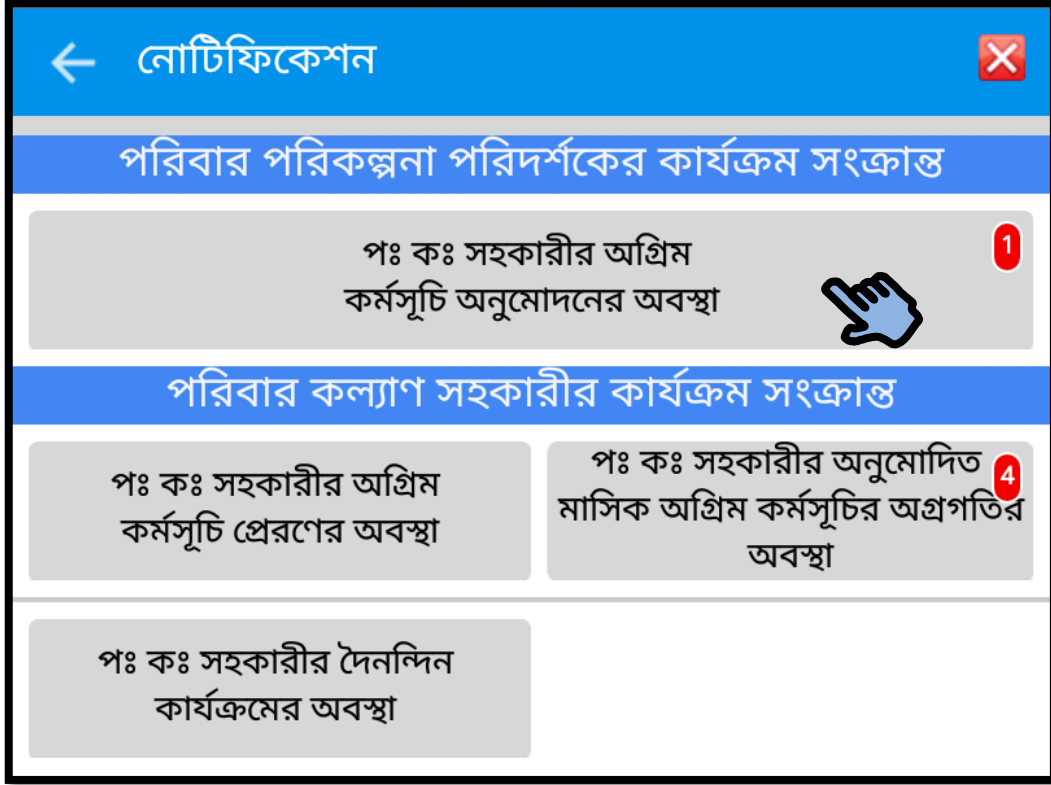 নোটিফিকেশন
পরিবার পরিকল্পনা পরিদর্শকের কার্যক্রম সংক্রান্ত
পঃ কঃ সহকারীর অগ্রিম
কর্মসূচি অনুমোদনের অবস্থা
1
পরিবার কল্যাণ সহকারীর কার্যক্রম সংক্রান্ত
পঃ কঃ সহকারীর অগ্রিম
কর্মসূচি প্রেরণের অবস্থা
পঃ কঃ সহকারীর অনুমোদিত
মাসিক অগ্রিম কর্মসূচির অগ্রগতির
অবস্থা
4
পঃ কঃ সহকারীর দৈনন্দিন
কার্যক্রমের অবস্থা